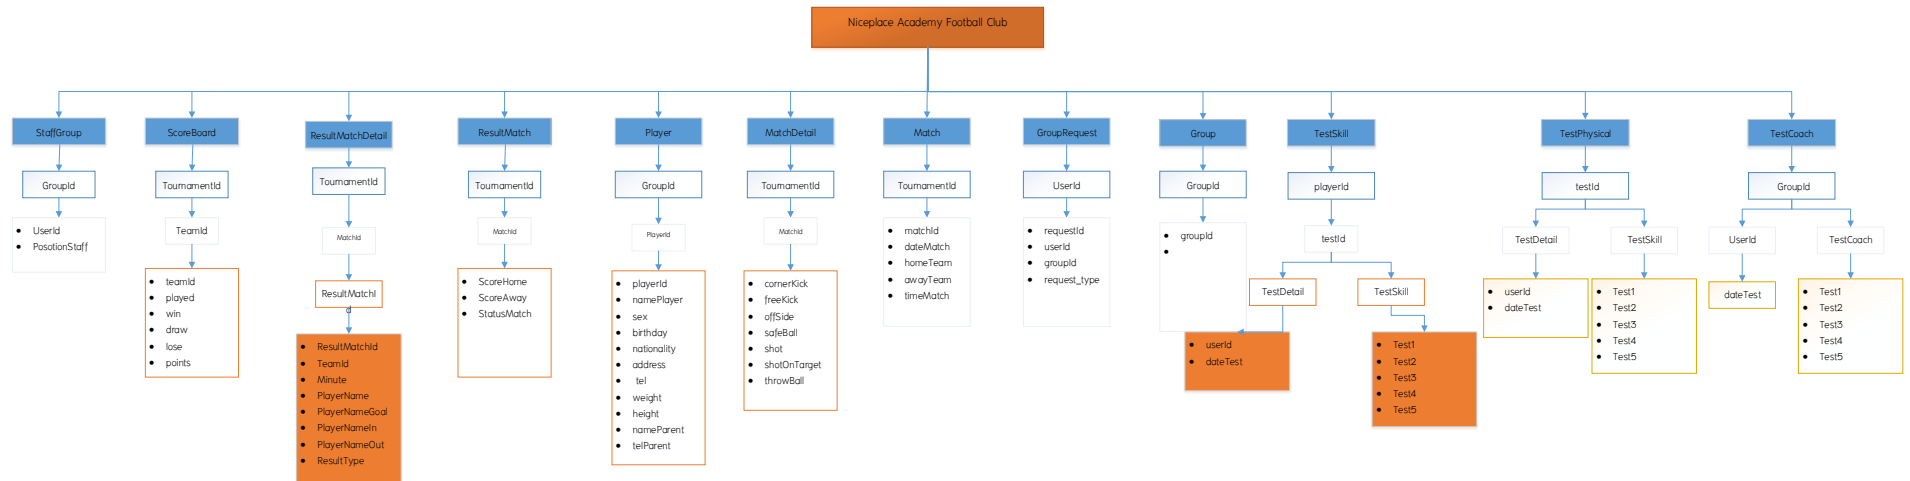 Niceplace Academy Football Club
StaffGroup
GroupId
UserId
PosotionStaff
ScoreBoard
TournamentId
TeamId
teamId
played
win
draw
lose
points
ResultMatchDetail
TournamentId
MatchId
ResultMatchI
d
ResultMatchId
TeamId
Minute
PlayerName
PlayerNameGoal
PlayerNameIn
PlayerNameOut
ResultType
ResultMatch
TournamentId
MatchId
ScoreHome
ScoreAway
StatusMatch
Player
GroupId
PlayerId
playerId
namePlayer
sex
birthday
nationality
address
tel
weight
height
nameParent
telParent
MatchDetail
TournamentId
MatchId
cornerKick
freeKick
offSide
safeBall
shot
shotOnTarget
throwBall
Match
TournamentId
matchId
dateMatch
homeTeam
awayTeam
timeMatch
GroupRequest
UserId
requestId
userId
groupId
request_type
Group
GroupId
groupId
TestSkill
playerId
testId
TestDetail
userId
dateTest
TestSkill
Test1
Test2
Test3
Test4
Test5
TestPhysical
testId
TestDetail
userId
dateTest
TestSkill
Test1
Test2
Test3
Test4
Test5
TestCoach
GroupId
UserId
dateTest
TestCoach
Test1
Test2
Test3
Test4
Test5